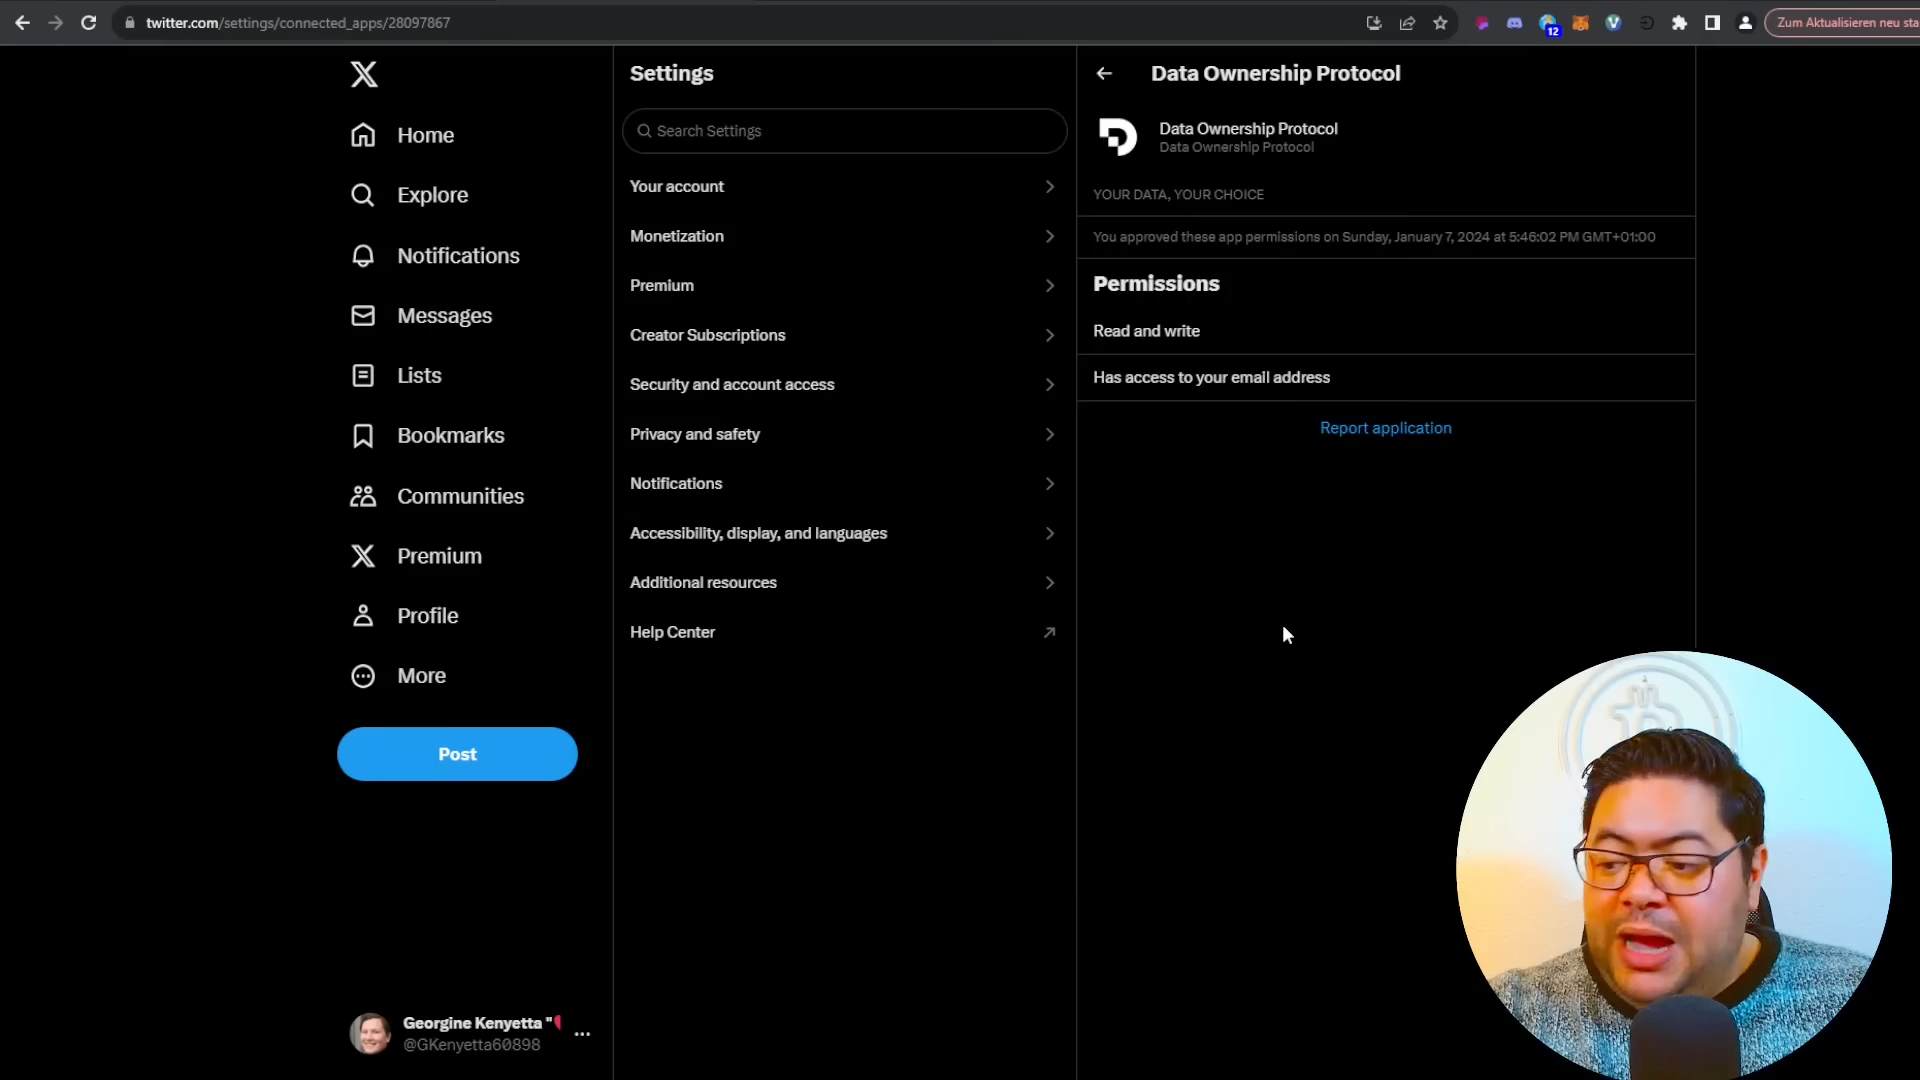 twitter.com/settings/connected_apps/28097867
12
Zum Aktualisieren neu sta
Home
Explore
Notifications
Messages
Lists
Bookmarks
Communities
Premium
Profile
More
Post
Georgine Kenyetta "
@GKenyetta60898
Settings
Search Settings
Your account
Monetization
Premium
Creator Subscriptions
Security and account access
Privacy and safety
Notifications
Accessibility, display, and languages
Additional resources
Help Center
Data Ownership Protocol
Data Ownership Protocol
Data Ownership Protocol
YOUR DATA, YOUR CHOICE
You approved these app permissions on Sunday, January 7, 2024 at 5:46:02 PM GMT+01:00
Permissions
Read and write
Has access to your email address
Report application